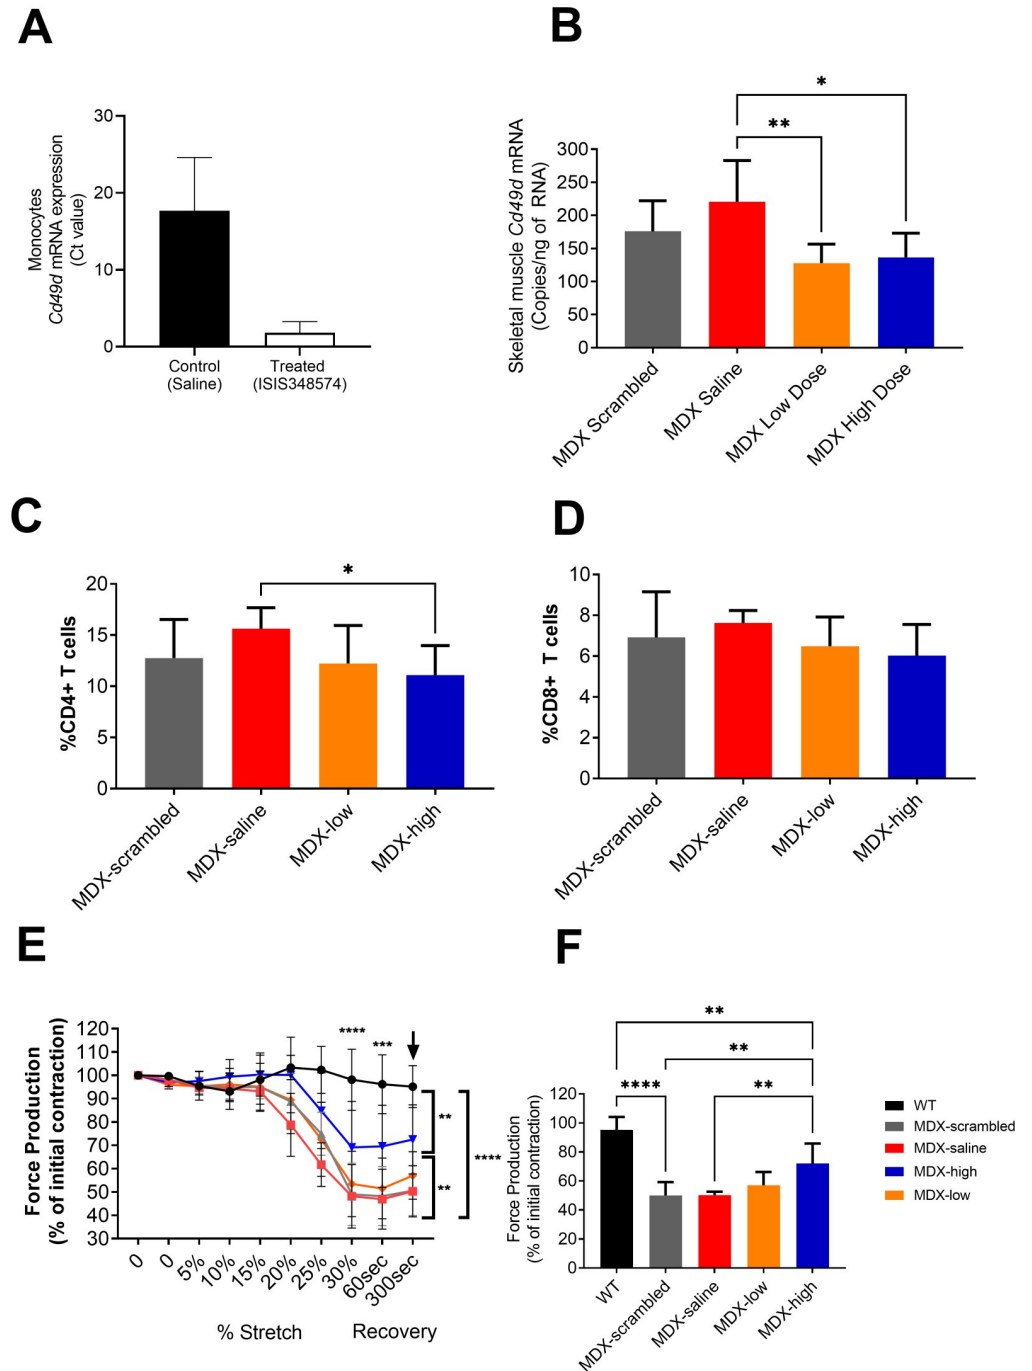 A
Monocytes
Cd49d mRNA expression
(Ct value)
30
20
10
0
Control
(Saline)
Treated
(ISIS348574)
B
Skeletal muscle Cd49d mRNA
(Copies/ng of RNA)
300
250
200
150
100
50
0
*
**
MDX Scrambled
MDX Saline
MDX Low Dose
MDX High Dose
C
%CD4+ T cells
20
15
10
5
0
*
MDX-scrambled
MDX-saline
MDX-low
MDX-high
D
%CD8+ T cells
10
8
6
4
2
0
MDX-scrambled
MDX-saline
MDX-low
MDX-high
E
Force Production
(% of initial contraction)
120
110
100
90
80
70
60
50
40
30
****
***
**
**
****
0
0
5%
10%
15%
20%
25%
30%
60sec
300sec
% Stretch
Recovery
F
Force Production
(% of initial contraction)
120
100
80
60
40
20
0
**
**
****
**
WT
MDX-scrambled
MDX-saline
MDX-low
MDX-high
WT
MDX-scrambled
MDX-saline
MDX-high
MDX-low